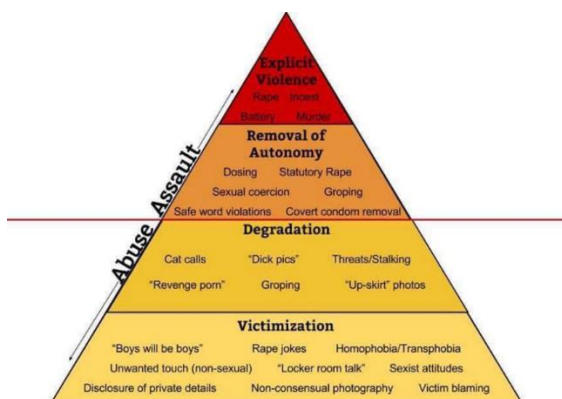 Explicit
Violence
Rape Incest
Battery Murder
Removal of
Autonomy
Dosing Statutory Rape
Sexual coercion Groping
Safe word violations Covert condom removal
Abuse Assault
Degradation
Cat calls "Dick pics" Threats/Stalking
"Revenge porn" Groping "Up-skirt" photos
Victimization
"Boys will be boys" Rape jokes Homophobia/Transphobia
Unwanted touch (non-sexual) "Locker room talk" Sexist attitudes
Disclosure of private details Non-consensual photography Victim blaming